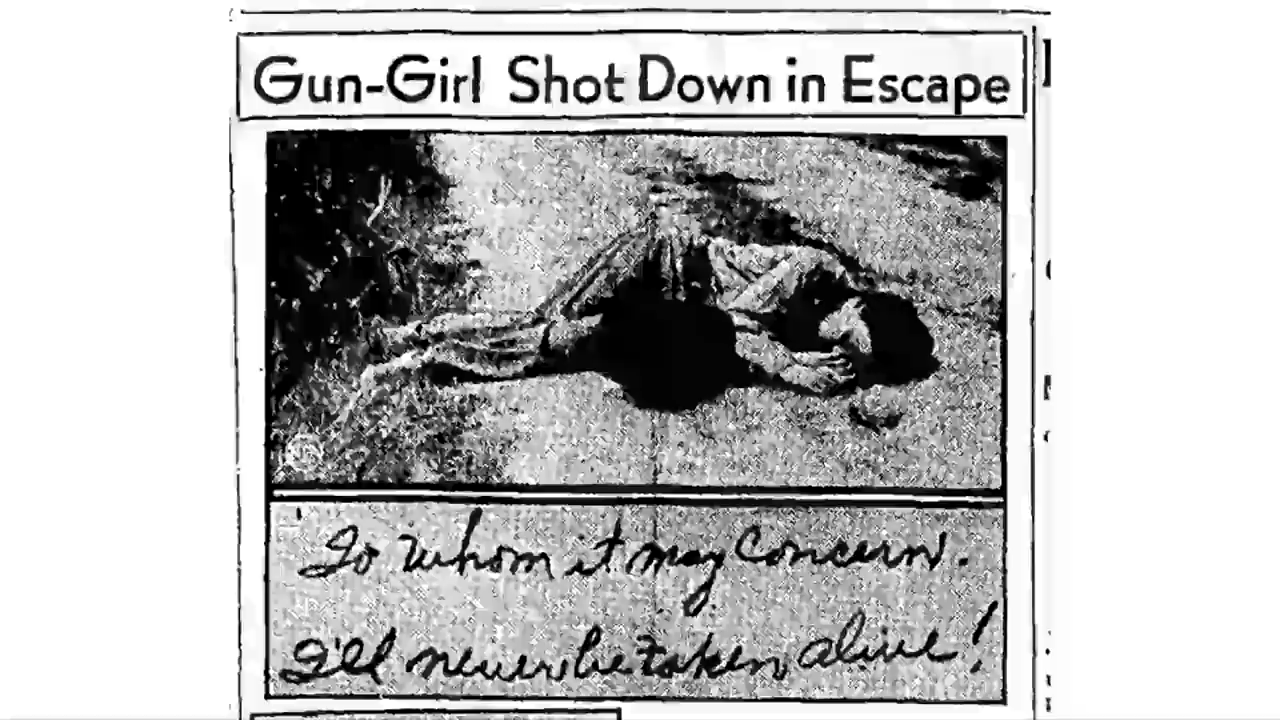 Gun-Girl Shot Down in Escape
To whom it may Concern.
I'll never be taken alive!